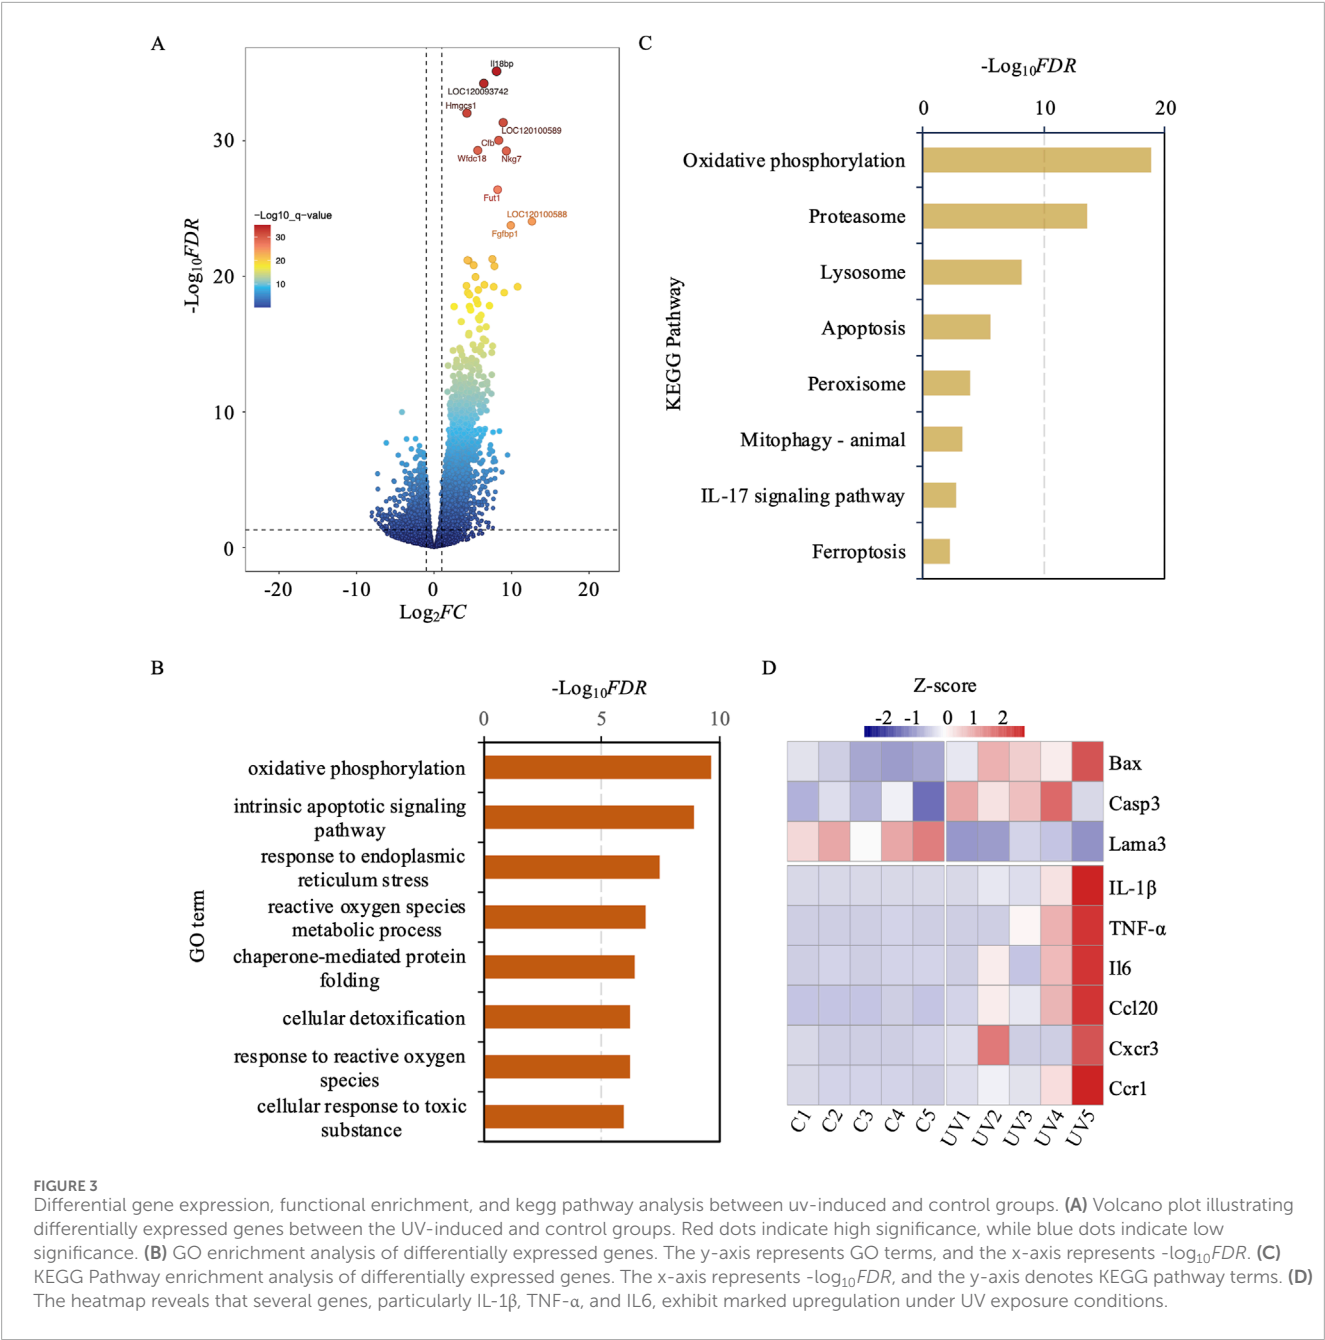 A
Il18bp
LOC120093742
Hmgcs1
LOC120100589
Cfb
Wfdc18
Nkg7
Fut1
LOC120100588
Fgfbp1
−Log10_q−value
30
20
10
-Log10FDR
30
20
10
0
-20 -10 0 10 20
Log2FC
C
-Log10FDR
0 10 20
KEGG Pathway
Oxidative phosphorylation
Proteasome
Lysosome
Apoptosis
Peroxisome
Mitophagy - animal
IL-17 signaling pathway
Ferroptosis
B
-Log10FDR
0 5 10
GO term
oxidative phosphorylation
intrinsic apoptotic signaling
pathway
response to endoplasmic
reticulum stress
reactive oxygen species
metabolic process
chaperone-mediated protein
folding
cellular detoxification
response to reactive oxygen
species
cellular response to toxic
substance
D
Z-score
-2 -1 0 1 2
Bax
Casp3
Lama3
IL-1β
TNF-α
Il6
Ccl20
Cxcr3
Ccr1
C1 C2 C3 C4 C5 UV1 UV2 UV3 UV4 UV5
FIGURE 3
Differential gene expression, functional enrichment, and kegg pathway analysis between uv-induced and control groups. (A) Volcano plot illustrating
differentially expressed genes between the UV-induced and control groups. Red dots indicate high significance, while blue dots indicate low
significance. (B) GO enrichment analysis of differentially expressed genes. The y-axis represents GO terms, and the x-axis represents -log10FDR. (C)
KEGG Pathway enrichment analysis of differentially expressed genes. The x-axis represents -log10FDR, and the y-axis denotes KEGG pathway terms. (D)
The heatmap reveals that several genes, particularly IL-1β, TNF-α, and IL6, exhibit marked upregulation under UV exposure conditions.